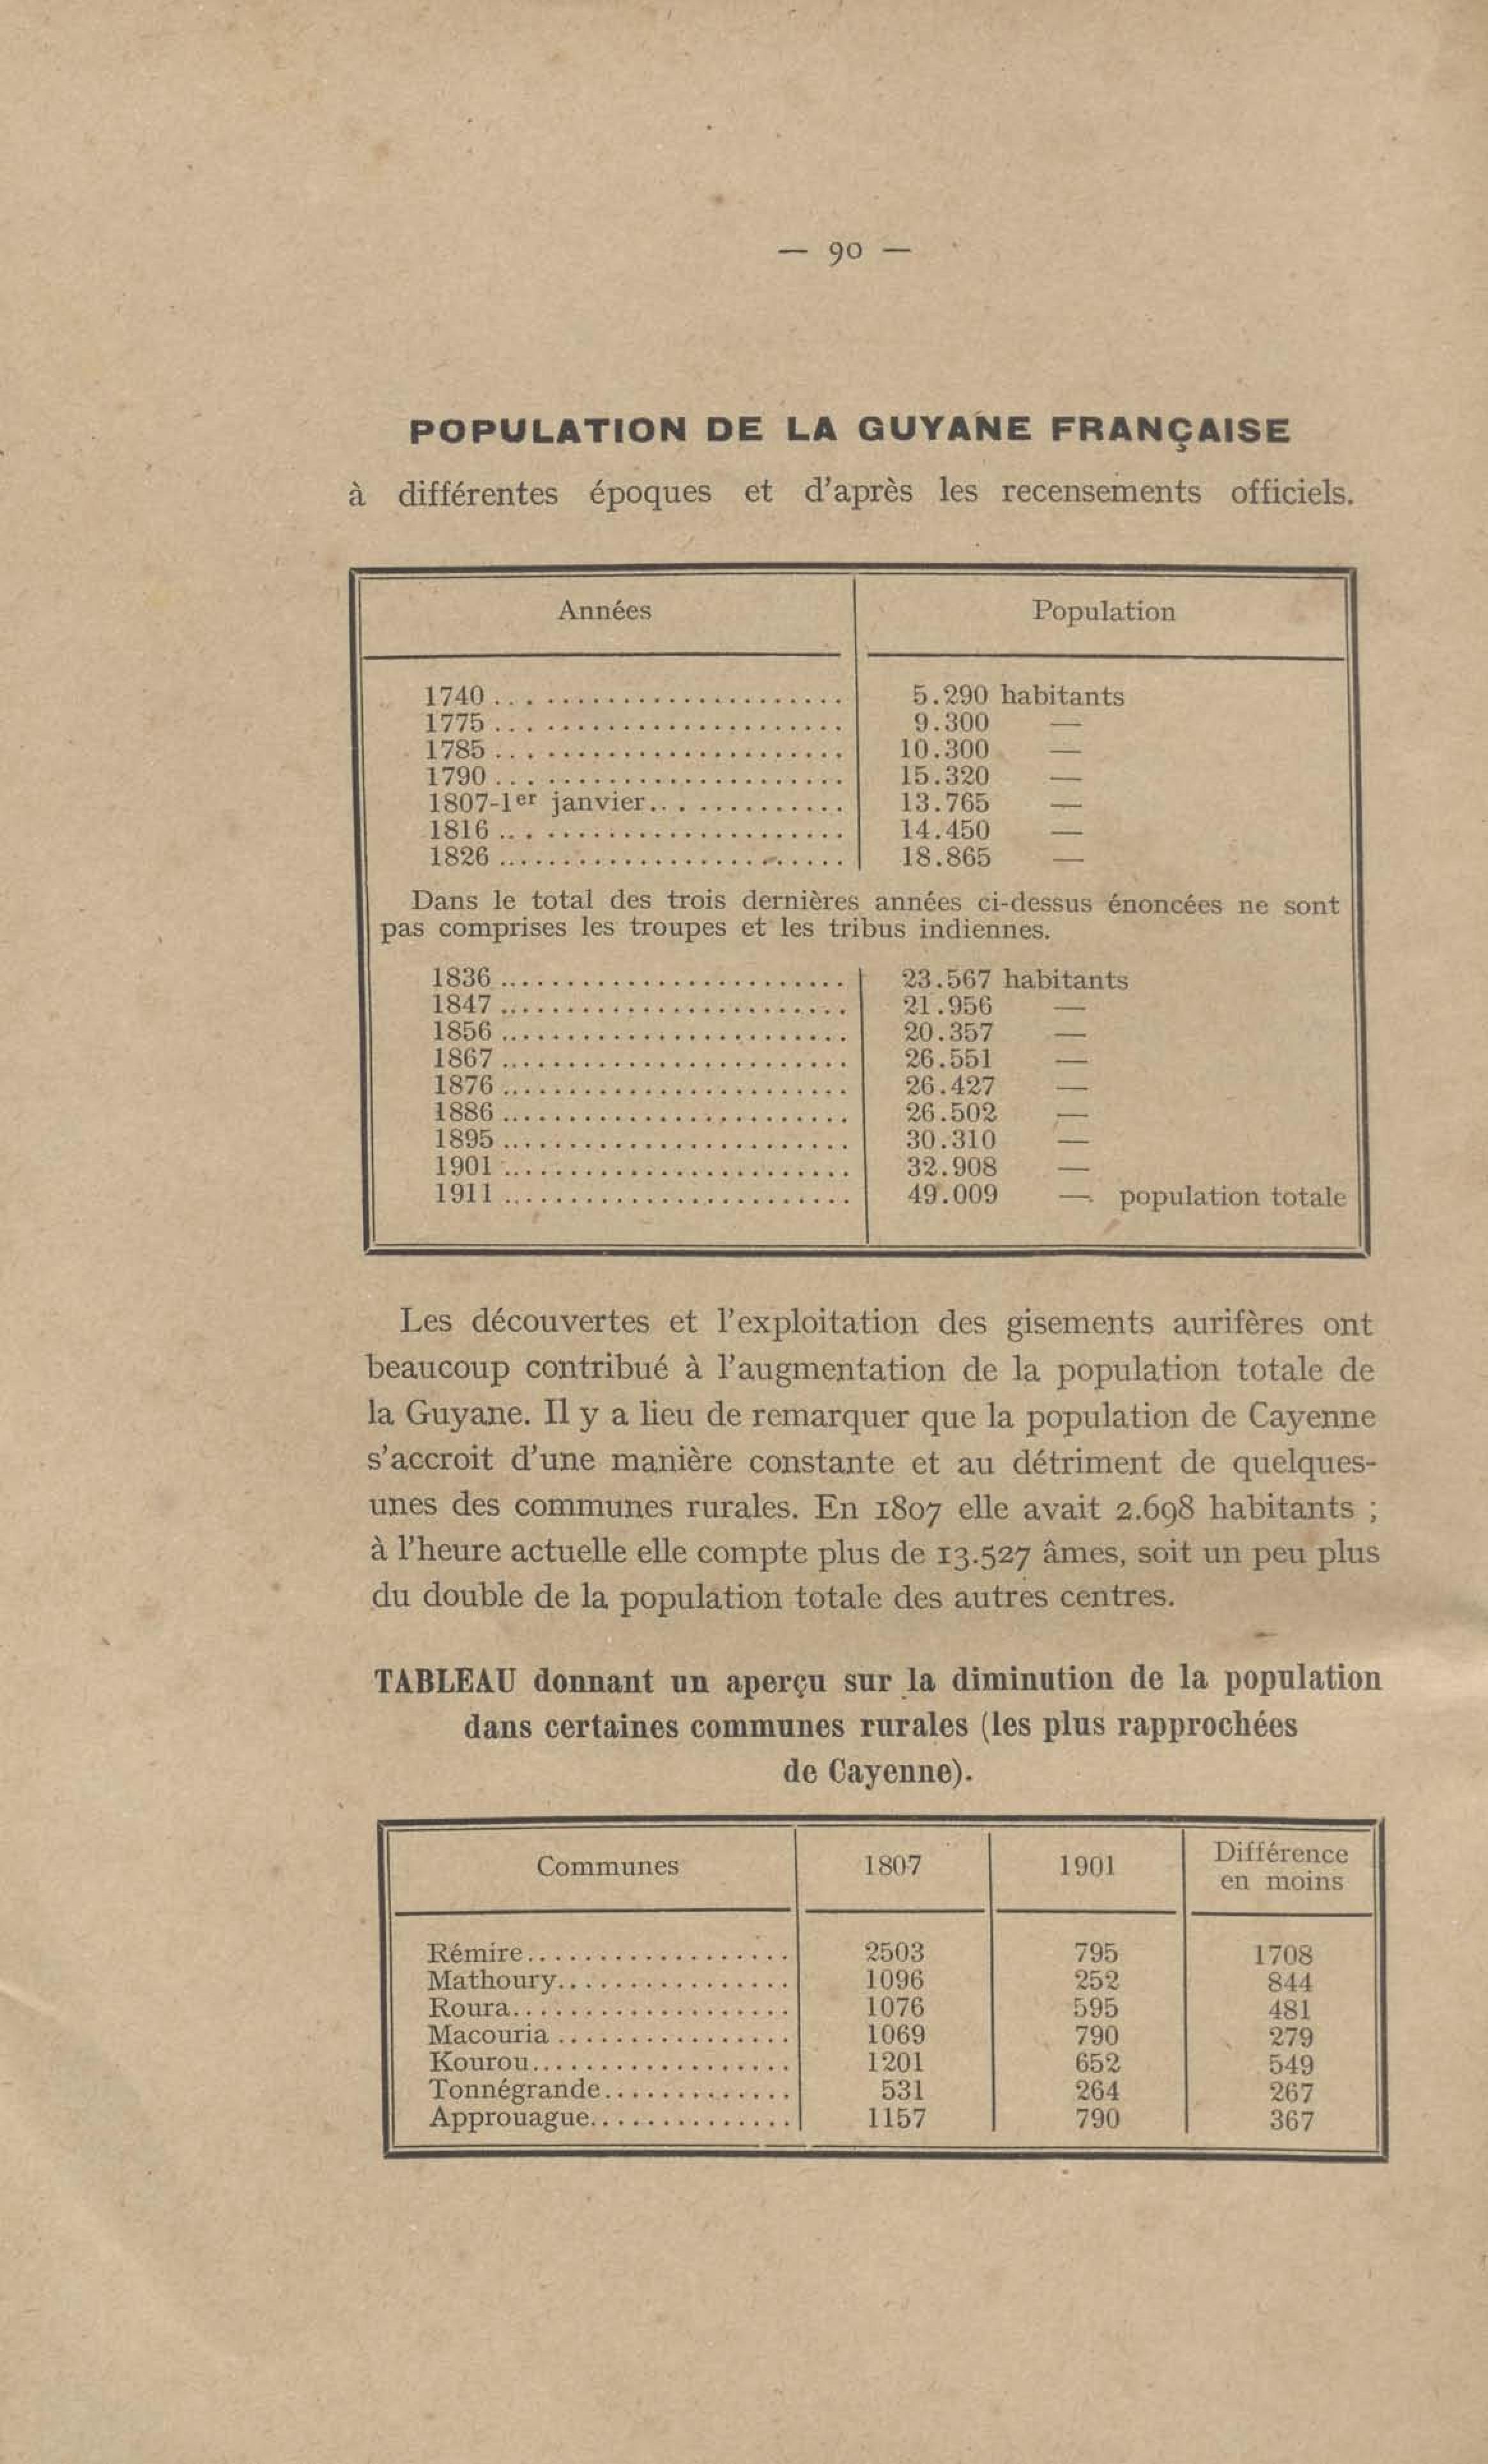 — 90 —
POPULATION DE LA GUYANE FRANÇAISE
à différentes époques et d'après les recensements officiels.
Années Population
1740 ........................ 5.290 habitants
1775 ........................ 9.300 —
1785 ........................ 10.300 —
1790 ........................ 15.320 —
1807-1er janvier.............. 13.765 —
1816 ........................ 14.450 —
1826 ........................ 18.865 —
Dans le total des trois dernières années ci-dessus énoncées ne sont
pas comprises les troupes et les tribus indiennes.
1836 ........................ 23.567 habitants
1847 ........................ 21.956 —
1856 ........................ 20.357 —
1867 ........................ 26.551 —
1876 ........................ 26.427 —
1886 ........................ 26.502 —
1895 ........................ 30.310 —
1901 ........................ 32.908 —
1911 ........................ 49.009 — population totale
Les découvertes et l'exploitation des gisements aurifères ont
beaucoup contribué à l'augmentation de la population totale de
la Guyane. Il y a lieu de remarquer que la population de Cayenne
s'accroit d'une manière constante et au détriment de quelques-
unes des communes rurales. En 1807 elle avait 2.698 habitants ;
à l'heure actuelle elle compte plus de 13.527 âmes, soit un peu plus
du double de la population totale des autres centres.
TABLEAU donnant un aperçu sur la diminution de la population
dans certaines communes rurales (les plus rapprochées
de Cayenne).
Communes 1807 1901 Différence
en moins
Rémire.................. 2503 795 1708
Mathoury................ 1096 252 844
Roura................... 1076 595 481
Macouria ................ 1069 790 279
Kourou.................. 1201 652 549
Tonnégrande............. 531 264 267
Approuague.............. 1157 790 367